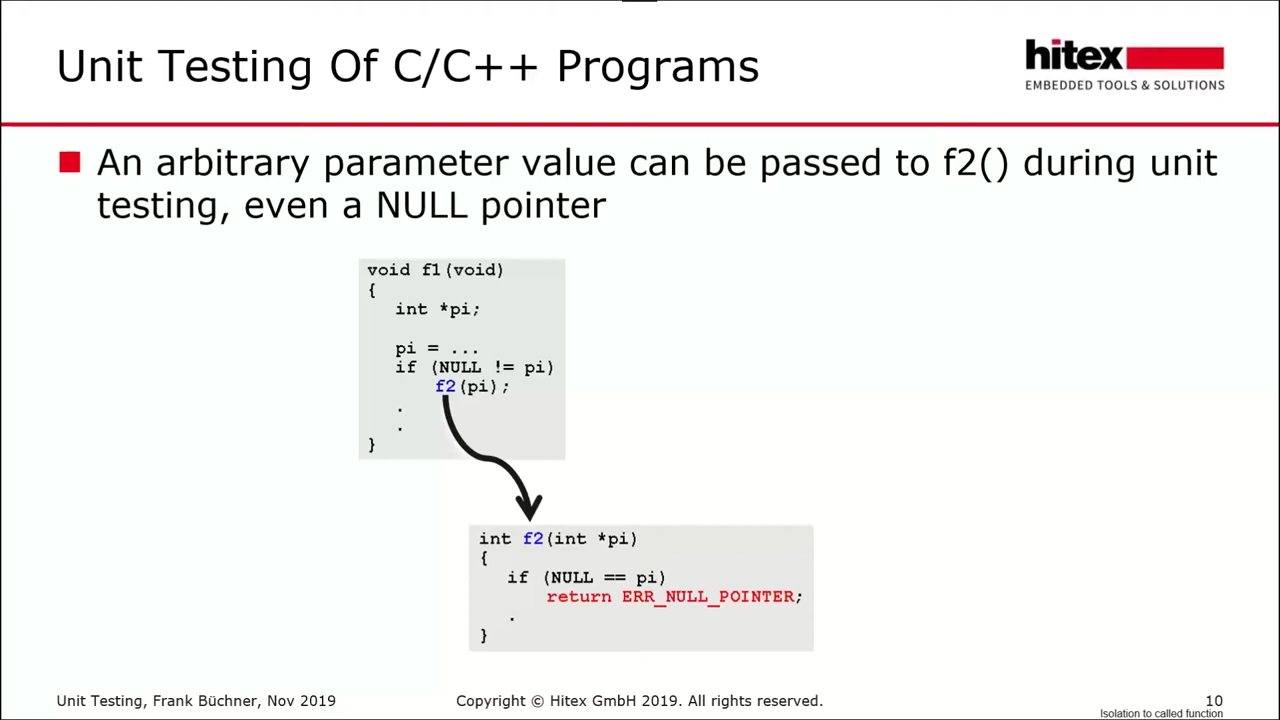 Unit Testing Of C/C++ Programs
hitex
EMBEDDED TOOLS & SOLUTIONS
An arbitrary parameter value can be passed to f2() during unit
testing, even a NULL pointer
void f1(void)
{
int *pi;
pi = ...
if (NULL != pi)
f2(pi);
.
.
}
int f2(int *pi)
{
if (NULL == pi)
return ERR_NULL_POINTER;
.
}
Unit Testing, Frank Büchner, Nov 2019
Copyright © Hitex GmbH 2019. All rights reserved.
10
Isolation to called function